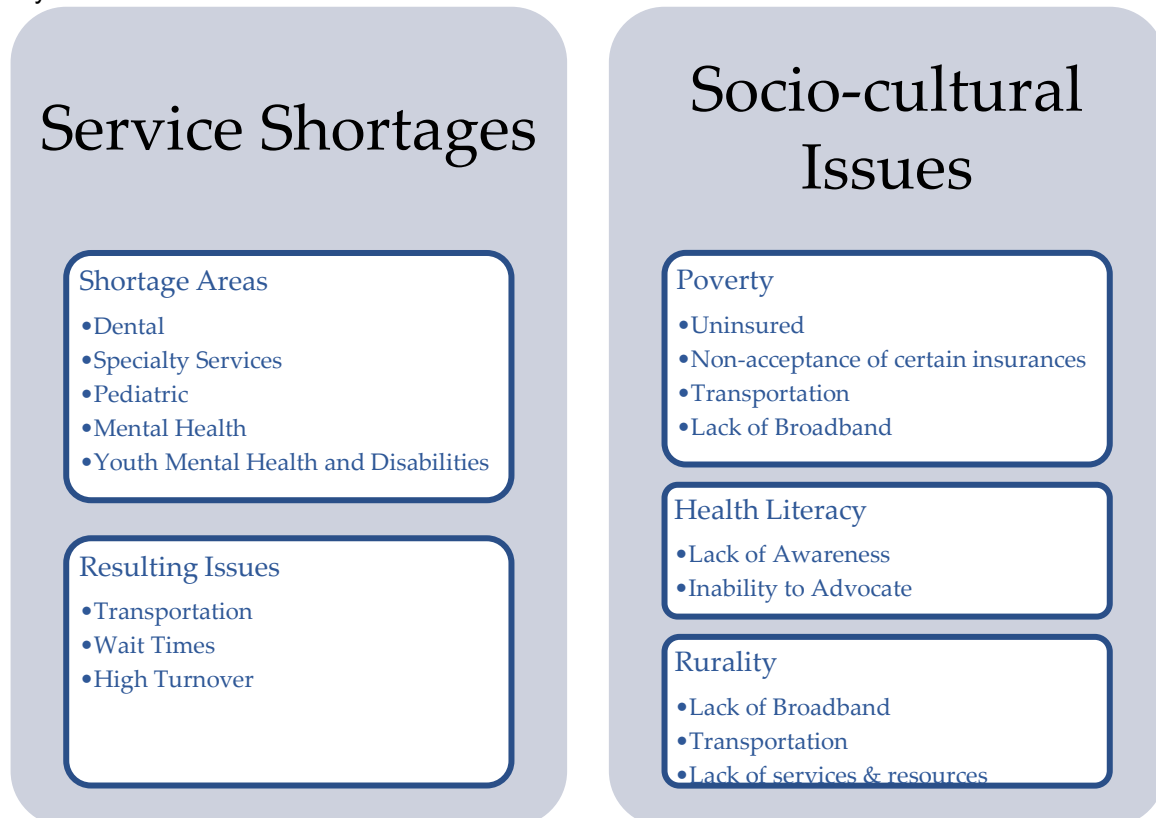 Service Shortages
Shortage Areas
•Dental
•Specialty Services
•Pediatric
•Mental Health
•Youth Mental Health and Disabilities
Resulting Issues
•Transportation
•Wait Times
•High Turnover
Socio-cultural
Issues
Poverty
•Uninsured
•Non-acceptance of certain insurances
•Transportation
•Lack of Broadband
Health Literacy
•Lack of Awareness
•Inability to Advocate
Rurality
•Lack of Broadband
•Transportation
•Lack of services & resources